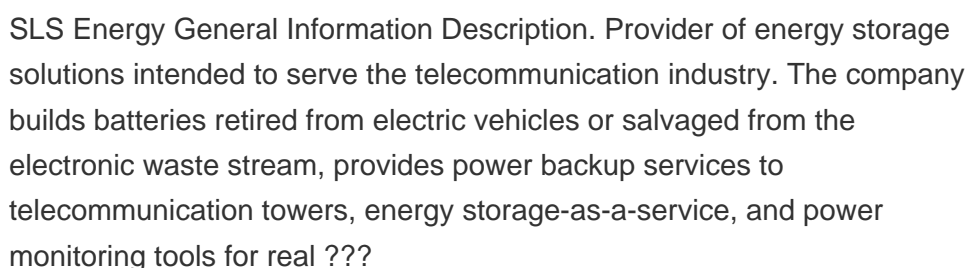 SLS Energy General Information Description. Provider of energy storage
solutions intended to serve the telecommunication industry. The company
builds batteries retired from electric vehicles or salvaged from the
electronic waste stream, provides power backup services to
telecommunication towers, energy storage-as-a-service, and power
monitoring tools for real ???